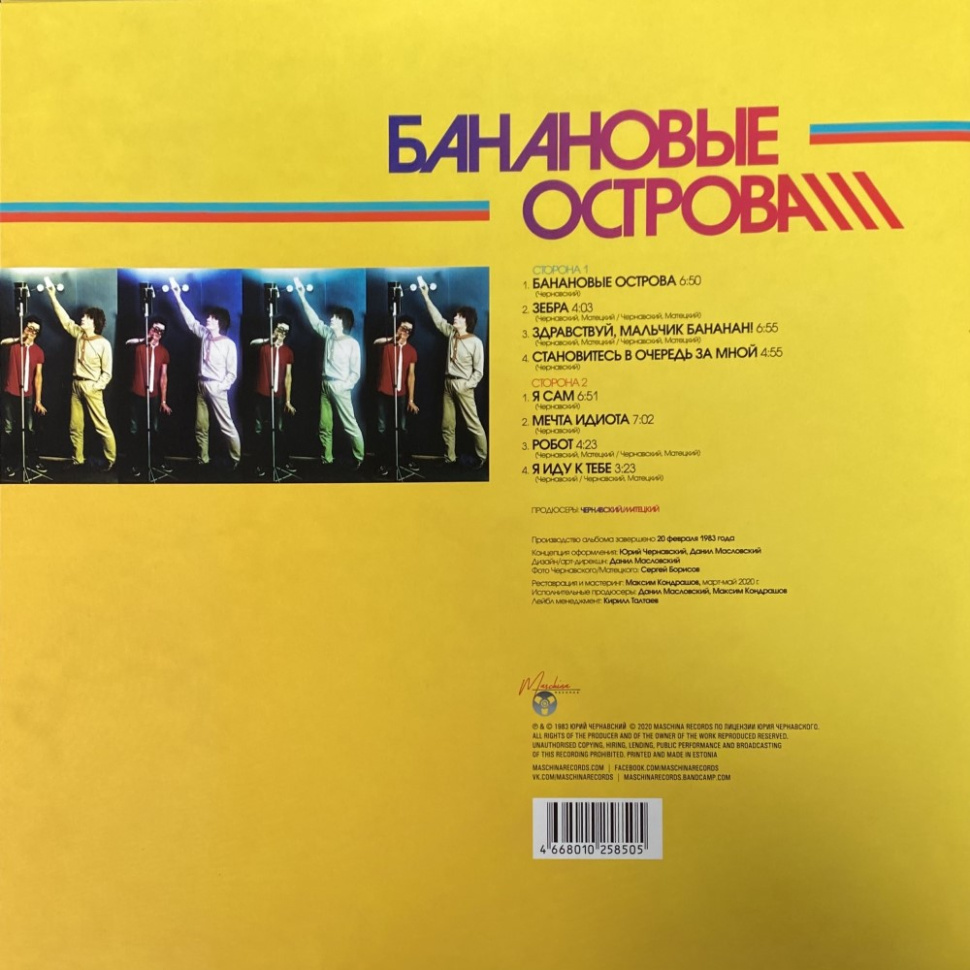 БАНАНОВЫЕ
ОСТРОВА\\\\
СТОРОНА 1
1. БАНАНОВЫЕ ОСТРОВА 6:50
(Чернавский)
2. ЗЕБРА 4:03
(Чернавский, Матецкий / Чернавский, Матецкий)
3. ЗДРАВСТВУЙ, МАЛЬЧИК БАНАНАН! 6:55
(Чернавский, Матецкий / Чернавский, Матецкий)
4. СТАНОВИТЕСЬ В ОЧЕРЕДЬ ЗА МНОЙ 4:55
(Чернавский)
СТОРОНА 2
1. Я САМ 6:51
(Чернавский)
2. МЕЧТА ИДИОТА 7:02
(Чернавский)
3. РОБОТ 4:23
(Чернавский, Матецкий / Чернавский, Матецкий)
4. Я ИДУ К ТЕБЕ 3:23
(Чернавский / Чернавский, Матецкий)
ПРОДЮСЕРЫ: ЧЕРНАВСКИЙ/МАТЕЦКИЙ
Производство альбома завершено 20 февраля 1983 года
Концепция оформления: Юрий Чернавский, Данил Масловский
Дизайн/арт-дирекшн: Данил Масловский
Фото Чернавского/Матецкого: Сергей Борисов
Реставрация и мастеринг: Максим Кондрашов, март-май 2020 г.
Исполнительные продюсеры: Данил Масловский, Максим Кондрашов
Лейбл менеджмент: Кирилл Талтаев
Maschina
RECORDS
℗ & © 1983 ЮРИЙ ЧЕРНАВСКИЙ © 2020 MASCHINA RECORDS ПО ЛИЦЕНЗИИ ЮРИЯ ЧЕРНАВСКОГО.
ALL RIGHTS OF THE PRODUCER AND OF THE OWNER OF THE WORK REPRODUCED RESERVED.
UNAUTHORISED COPYING, HIRING, LENDING, PUBLIC PERFORMANCE AND BROADCASTING
OF THIS RECORDING PROHIBITED. PRINTED AND MADE IN ESTONIA
MASCHINARECORDS.COM | FACEBOOK.COM/MASCHINARECORDS
VK.COM/MASCHINARECORDS | MASCHINARECORDS.BANDCAMP.COM
4 668010 258505